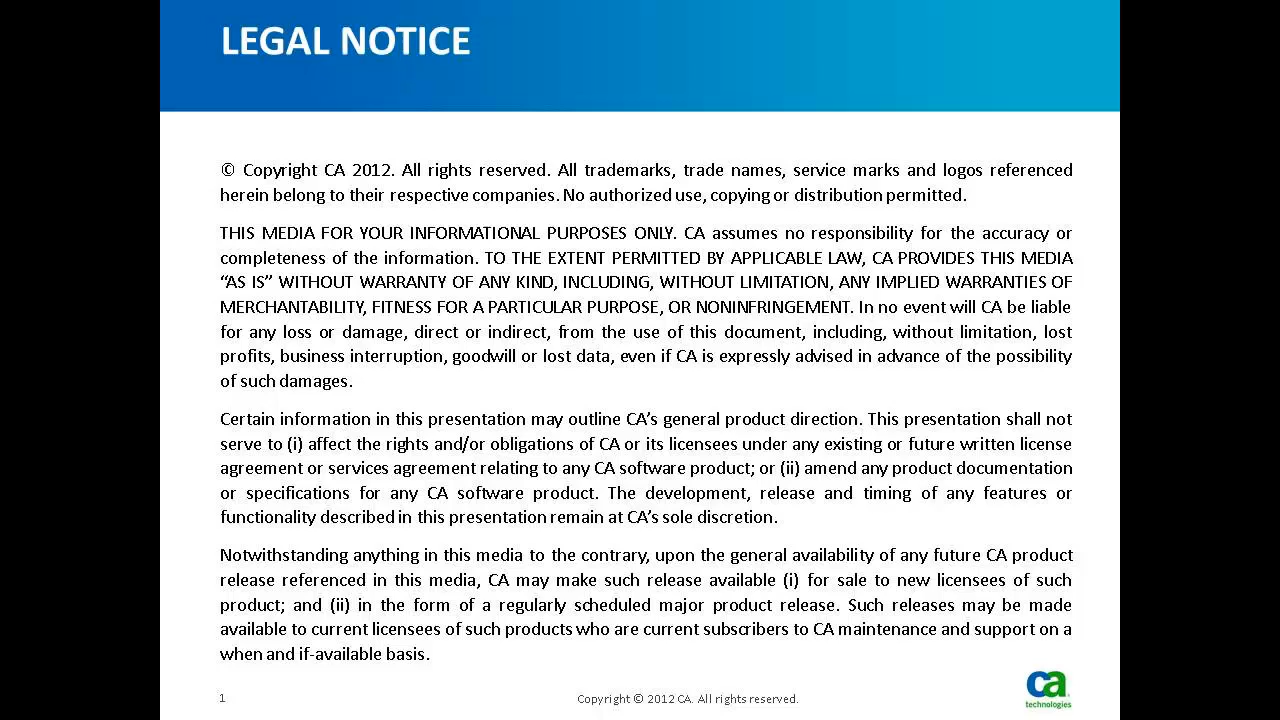 LEGAL NOTICE
© Copyright CA 2012. All rights reserved. All trademarks, trade names, service marks and logos referenced
herein belong to their respective companies. No authorized use, copying or distribution permitted.
THIS MEDIA FOR YOUR INFORMATIONAL PURPOSES ONLY. CA assumes no responsibility for the accuracy or
completeness of the information. TO THE EXTENT PERMITTED BY APPLICABLE LAW, CA PROVIDES THIS MEDIA
“AS IS” WITHOUT WARRANTY OF ANY KIND, INCLUDING, WITHOUT LIMITATION, ANY IMPLIED WARRANTIES OF
MERCHANTABILITY, FITNESS FOR A PARTICULAR PURPOSE, OR NONINFRINGEMENT. In no event will CA be liable
for any loss or damage, direct or indirect, from the use of this document, including, without limitation, lost
profits, business interruption, goodwill or lost data, even if CA is expressly advised in advance of the possibility
of such damages.
Certain information in this presentation may outline CA’s general product direction. This presentation shall not
serve to (i) affect the rights and/or obligations of CA or its licensees under any existing or future written license
agreement or services agreement relating to any CA software product; or (ii) amend any product documentation
or specifications for any CA software product. The development, release and timing of any features or
functionality described in this presentation remain at CA’s sole discretion.
Notwithstanding anything in this media to the contrary, upon the general availability of any future CA product
release referenced in this media, CA may make such release available (i) for sale to new licensees of such
product; and (ii) in the form of a regularly scheduled major product release. Such releases may be made
available to current licensees of such products who are current subscribers to CA maintenance and support on a
when and if-available basis.
1
Copyright © 2012 CA. All rights reserved.
ca
technologies